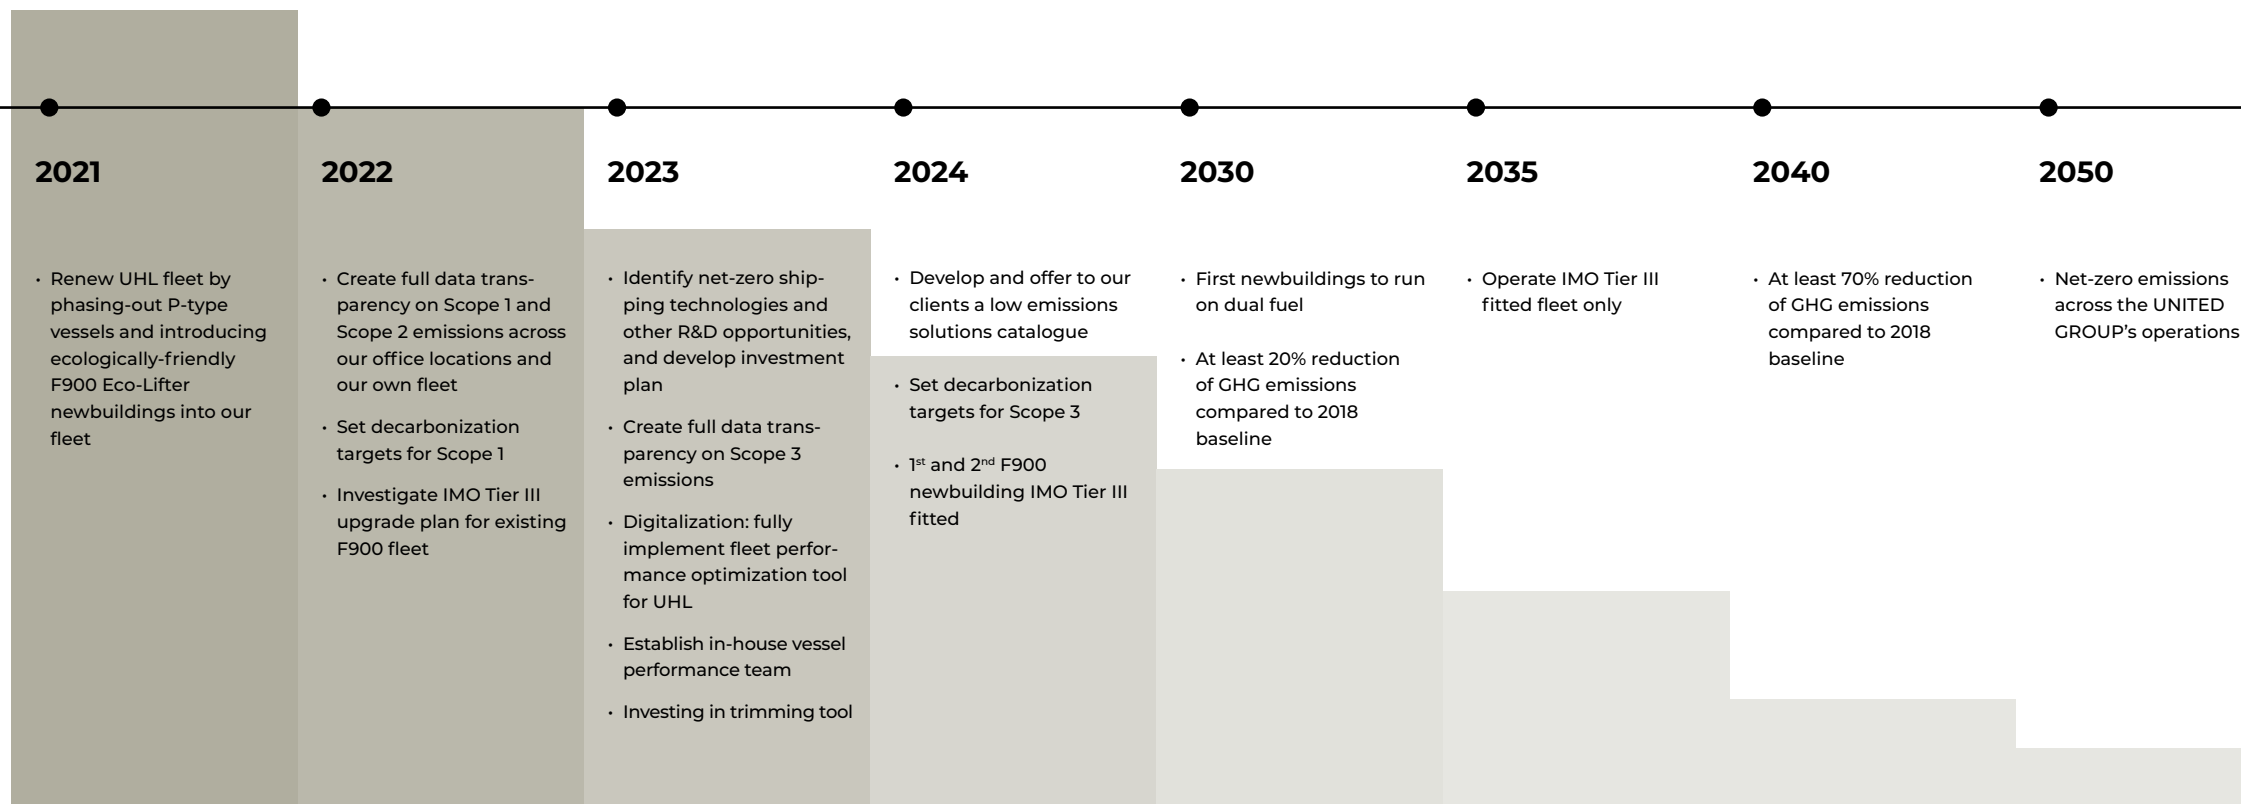 2021
• Renew UHL fleet by
phasing-out P-type
vessels and introducing
ecologically-friendly
F900 Eco-Lifter
newbuildings into our
fleet
2022
• Create full data trans-
parency on Scope 1 and
Scope 2 emissions across
our office locations and
our own fleet
• Set decarbonization
targets for Scope 1
• Investigate IMO Tier III
upgrade plan for existing
F900 fleet
2023
• Identify net-zero ship-
ping technologies and
other R&D opportunities,
and develop investment
plan
• Create full data trans-
parency on Scope 3
emissions
• Digitalization: fully
implement fleet perfor-
mance optimization tool
for UHL
• Establish in-house vessel
performance team
• Investing in trimming tool
2024
• Develop and offer to our
clients a low emissions
solutions catalogue
• Set decarbonization
targets for Scope 3
• 1st and 2nd F900
newbuilding IMO Tier III
fitted
2030
• First newbuildings to run
on dual fuel
• At least 20% reduction
of GHG emissions
compared to 2018
baseline
2035
• Operate IMO Tier III
fitted fleet only
2040
• At least 70% reduction
of GHG emissions
compared to 2018
baseline
2050
• Net-zero emissions
across the UNITED
GROUP’s operations